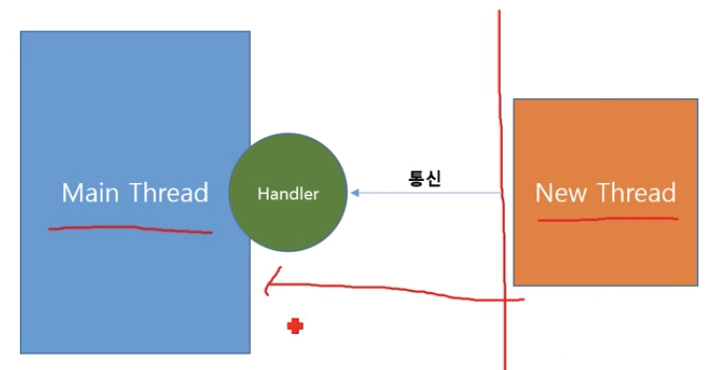 Main Thread
Handler
통신
New Thread